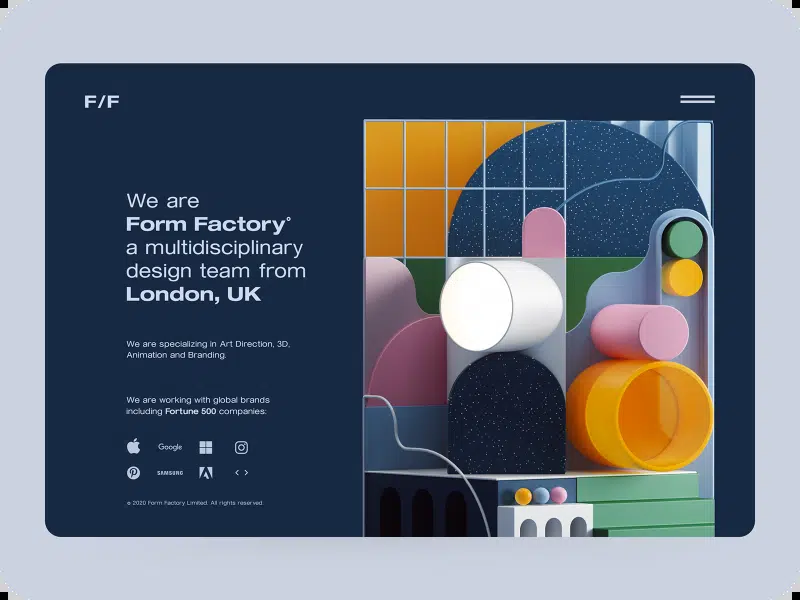 F/F
We are
Form Factory°
a multidisciplinary
design team from
London, UK
We are specializing in Art Direction, 3D,
Animation and Branding.
We are working with global brands
including Fortune 500 companies:
Google
SAMSUNG
© 2020 Form Factory Limited. All rights reserved.